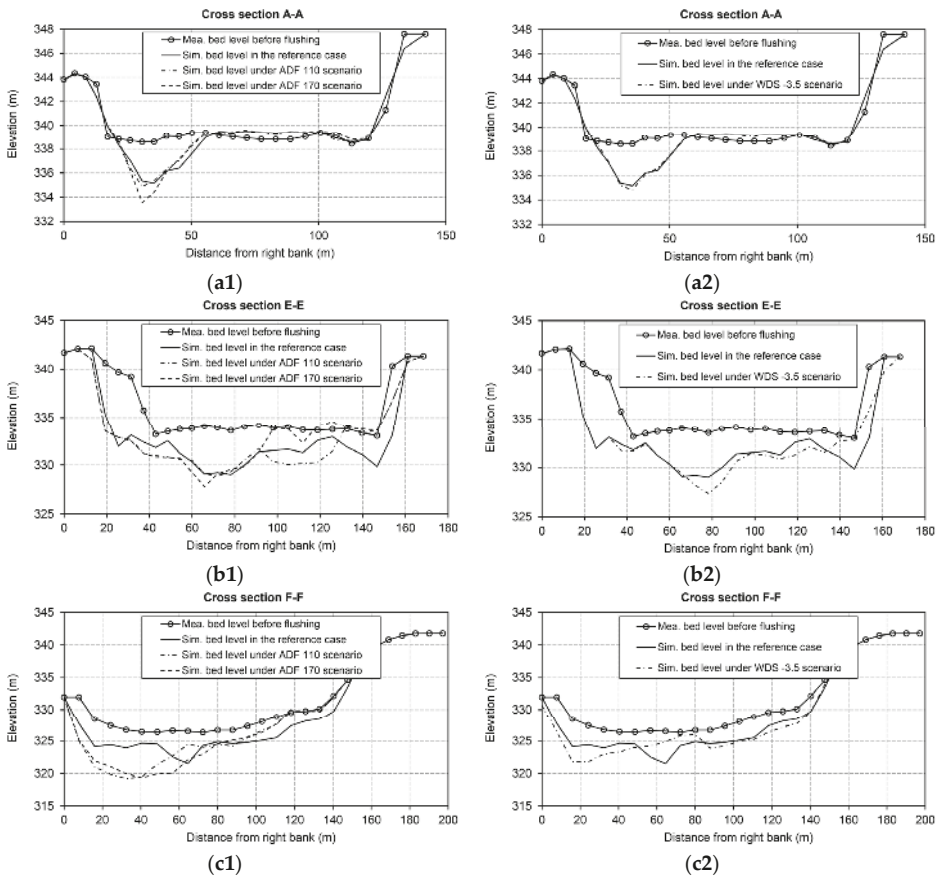 Cross section A-A
348
346
344
342
340
338
336
334
332
Elevation (m)
Mea. bed level before flushing
Sim. bed level in the reference case
Sim. bed level under ADF 110 scenario
Sim. bed level under ADF 170 scenario
0
50
100
150
Distance from right bank (m)
(a1)
Cross section A-A
348
346
344
342
340
338
336
334
332
Elevation (m)
Mea. bed level before flushing
Sim. bed level in the reference case
Sim. bed level under WDS -3.5 scenario
0
50
100
150
Distance from right bank (m)
(a2)
Cross section E-E
345
340
335
330
325
Elevation (m)
Mea. bed level before flushing
Sim. bed level in the reference case
Sim. bed level under ADF 110 scenario
Sim. bed level under ADF 170 scenario
0 20 40 60 80 100 120 140 160 180
Distance from right bank (m)
(b1)
Cross section E-E
345
340
335
330
325
Elevation (m)
Mea. bed level before flushing
Sim. bed level in the reference case
Sim. bed level under WDS -3.5 scenario
0 20 40 60 80 100 120 140 160 180
Distance from right bank (m)
(b2)
Cross section F-F
345
340
335
330
325
320
315
Elevation (m)
Mea. bed level before flushing
Sim. bed level in the reference case
Sim. bed level under ADF 110 scenario
Sim. bed level under ADF 170 scenario
0 20 40 60 80 100 120 140 160 180 200
Distance from right bank (m)
(c1)
Cross section F-F
345
340
335
330
325
320
315
Elevation (m)
Mea. bed level before flushing
Sim. bed level in the reference case
Sim. bed level under WDS -3.5 scenario
0 20 40 60 80 100 120 140 160 180 200
Distance from right bank (m)
(c2)